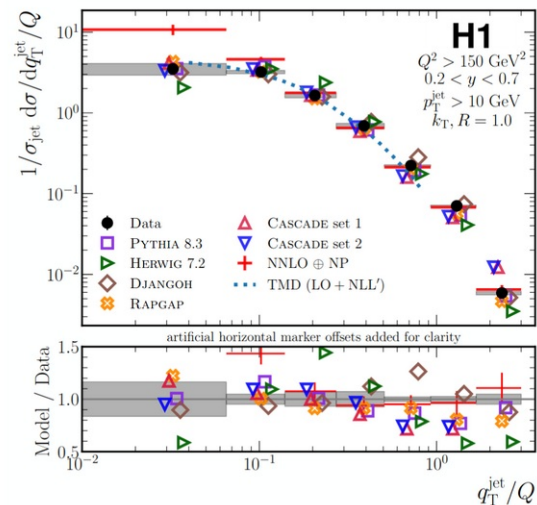 1/σ_jet dσ/dq_T^jet/Q
10¹
10⁰
10⁻¹
10⁻²
H1
Q² > 150 GeV²
0.2 < y < 0.7
p_T^jet > 10 GeV
k_T, R = 1.0
Data
PYTHIA 8.3
HERWIG 7.2
DJANGOH
RAPGAP
CASCADE set 1
CASCADE set 2
NNLO ⊕ NP
TMD (LO + NLL′)
artificial horizontal marker offsets added for clarity
Model / Data
1.5
1.0
0.5
10⁻² 10⁻¹ 10⁰
q_T^jet/Q